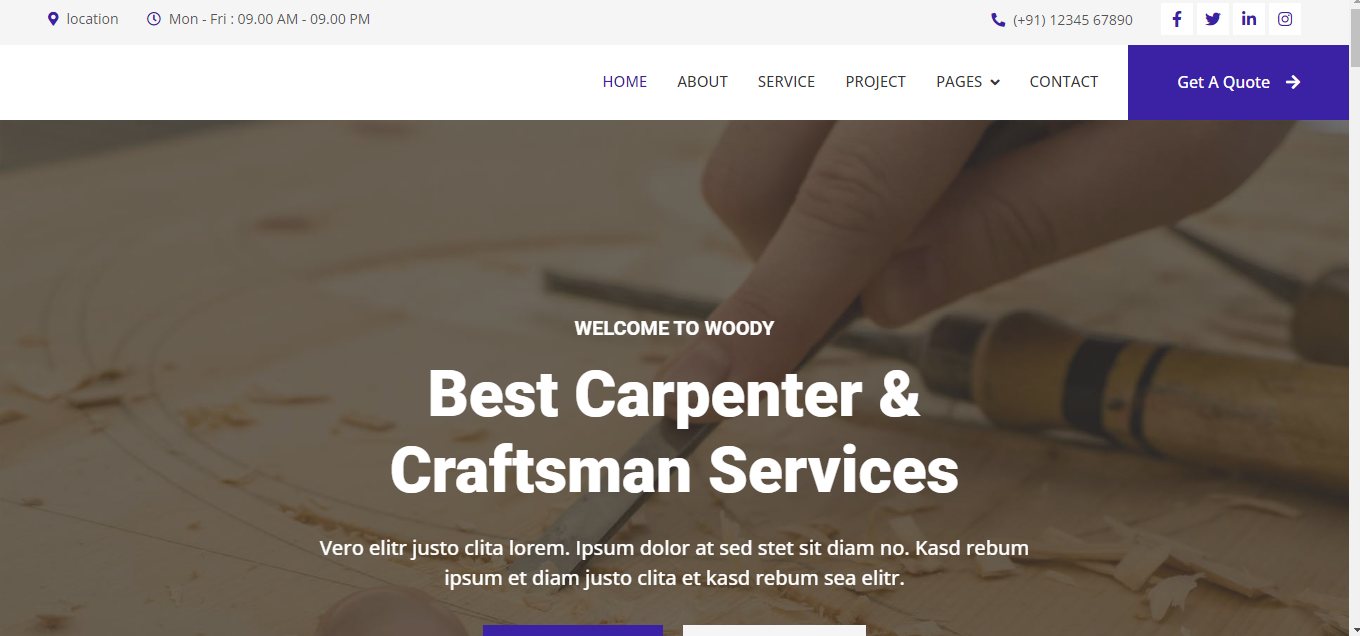 location
Mon - Fri : 09.00 AM - 09.00 PM
(+91) 12345 67890
HOME
ABOUT
SERVICE
PROJECT
PAGES
CONTACT
Get A Quote
WELCOME TO WOODY
Best Carpenter &
Craftsman Services
Vero elitr justo clita lorem. Ipsum dolor at sed stet sit diam no. Kasd rebum
ipsum et diam justo clita et kasd rebum sea elitr.